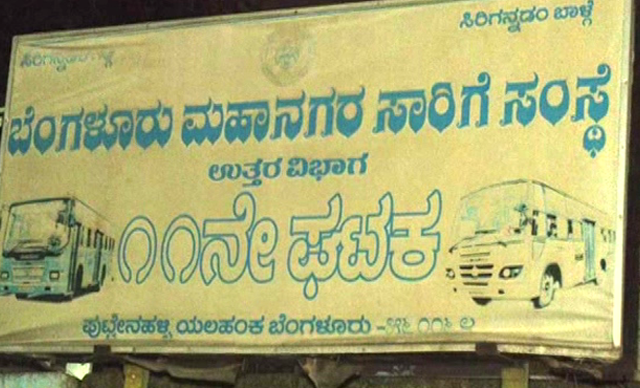 ಸಿರಿಗನ್ನಡಂ ಬಾಳ್ಗೆ
ಬೆಂಗಳೂರು ಮಹಾನಗರ ಸಾರಿಗೆ ಸಂಸ್ಥೆ
ಉತ್ತರ ವಿಭಾಗ
೧೧ನೇ ಘಟಕ
ಪುಟ್ಟೇನಹಳ್ಳಿ ಯಲಹಂಕ ಬೆಂಗಳೂರು -